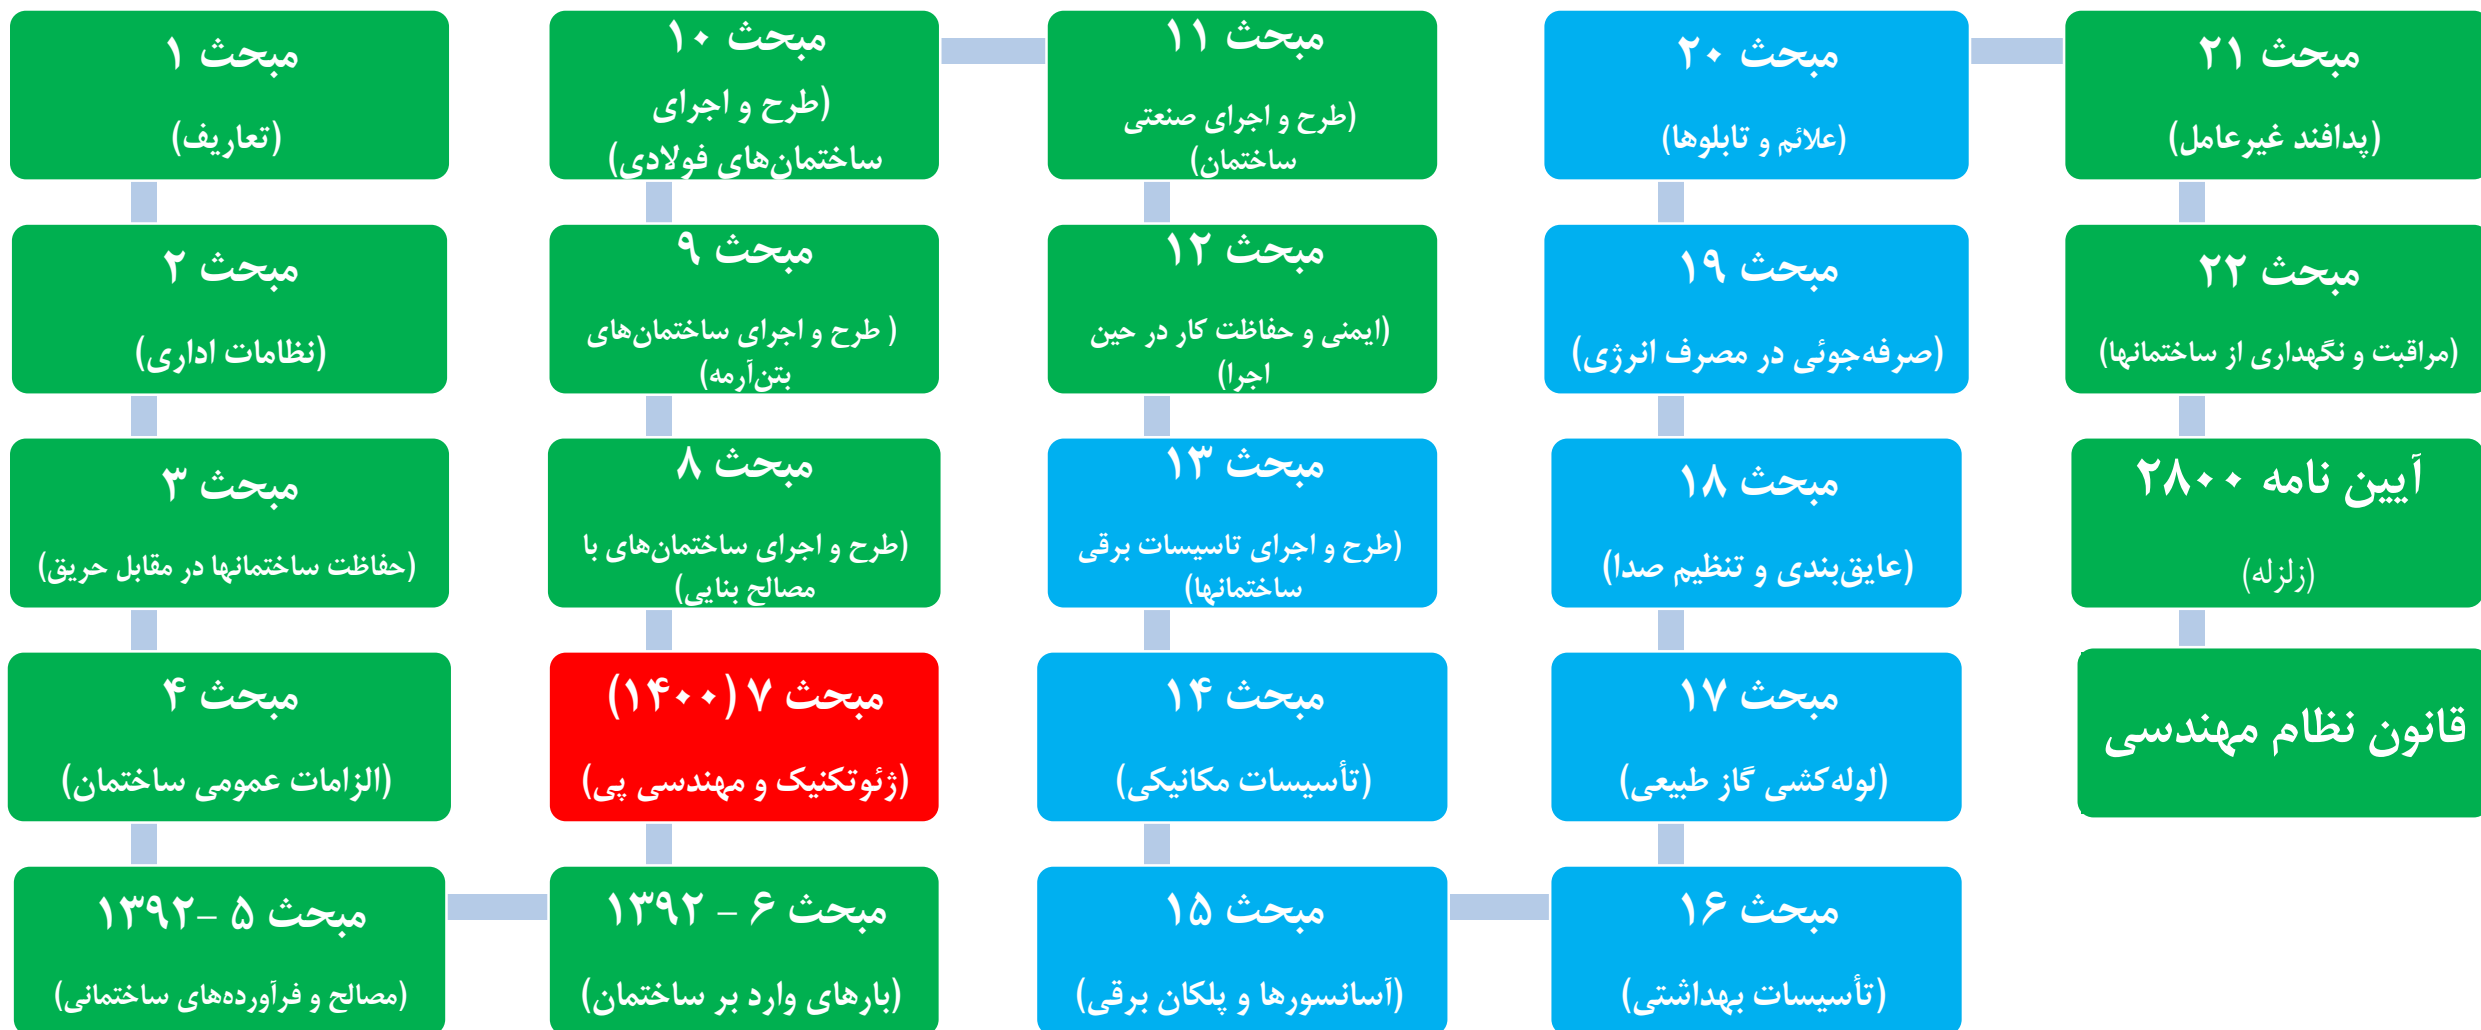 مبحث ۱
(تعاریف)
مبحث ۲
(نظامات اداری)
مبحث ۳
(حفاظت ساختمانها در مقابل حریق)
مبحث ۴
(الزامات عمومی ساختمان)
مبحث ۵ –۱۳۹۲
(مصالح و فرآورده‌های ساختمانی)
مبحث ۶ – ۱۳۹۲
(بارهای وارد بر ساختمان)
مبحث ۷ (۱۴۰۰)
(ژئوتکنیک و مهندسی پی)
مبحث ۸
(طرح و اجرای ساختمان‌های با
مصالح بنایی)
مبحث ۹
( طرح و اجرای ساختمان‌های
بتن‌آرمه)
مبحث ۱۰
(طرح و اجرای
ساختمان‌های فولادی)
مبحث ۱۱
(طرح و اجرای صنعتی
ساختمان)
مبحث ۱۲
(ایمنی و حفاظت کار در حین
اجرا)
مبحث ۱۳
(طرح و اجرای تاسیسات برقی
ساختمانها)
مبحث ۱۴
(تأسیسات مکانیکی)
مبحث ۱۵
(آسانسورها و پلکان برقی)
مبحث ۱۶
(تأسیسات بهداشتی)
مبحث ۱۷
(لوله‌کشی گاز طبیعی)
مبحث ۱۸
(عایق‌بندی و تنظیم صدا)
مبحث ۱۹
(صرفه‌جوئی در مصرف انرژی)
مبحث ۲۰
(علائم و تابلوها)
مبحث ۲۱
(پدافند غیرعامل)
مبحث ۲۲
(مراقبت و نگهداری از ساختمانها)
آیین نامه ۲۸۰۰
(زلزله)
قانون نظام مهندسی